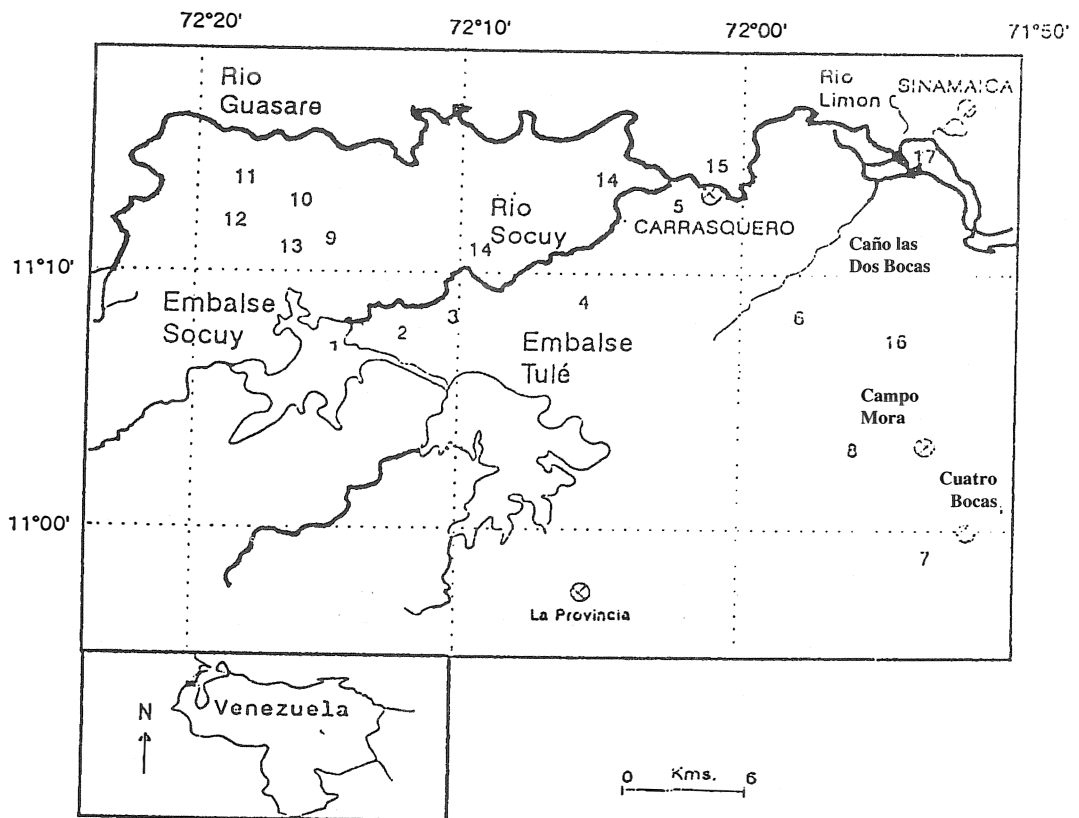 72°20'
72°10'
72°00'
71°50'
Rio
Guasare
Rio
Limon
SINAMAICA
17
15
11
14
10
5
Rio
Socuy
12
CARRASQUERO
9
13
14
Caño las
Dos Bocas
11°10'
Embalse
Socuy
4
3
6
2
1
Embalse
Tulé
16
Campo
Mora
8
Cuatro
Bocas
11°00'
7
La Provincia
Venezuela
N
0 Kms. 6